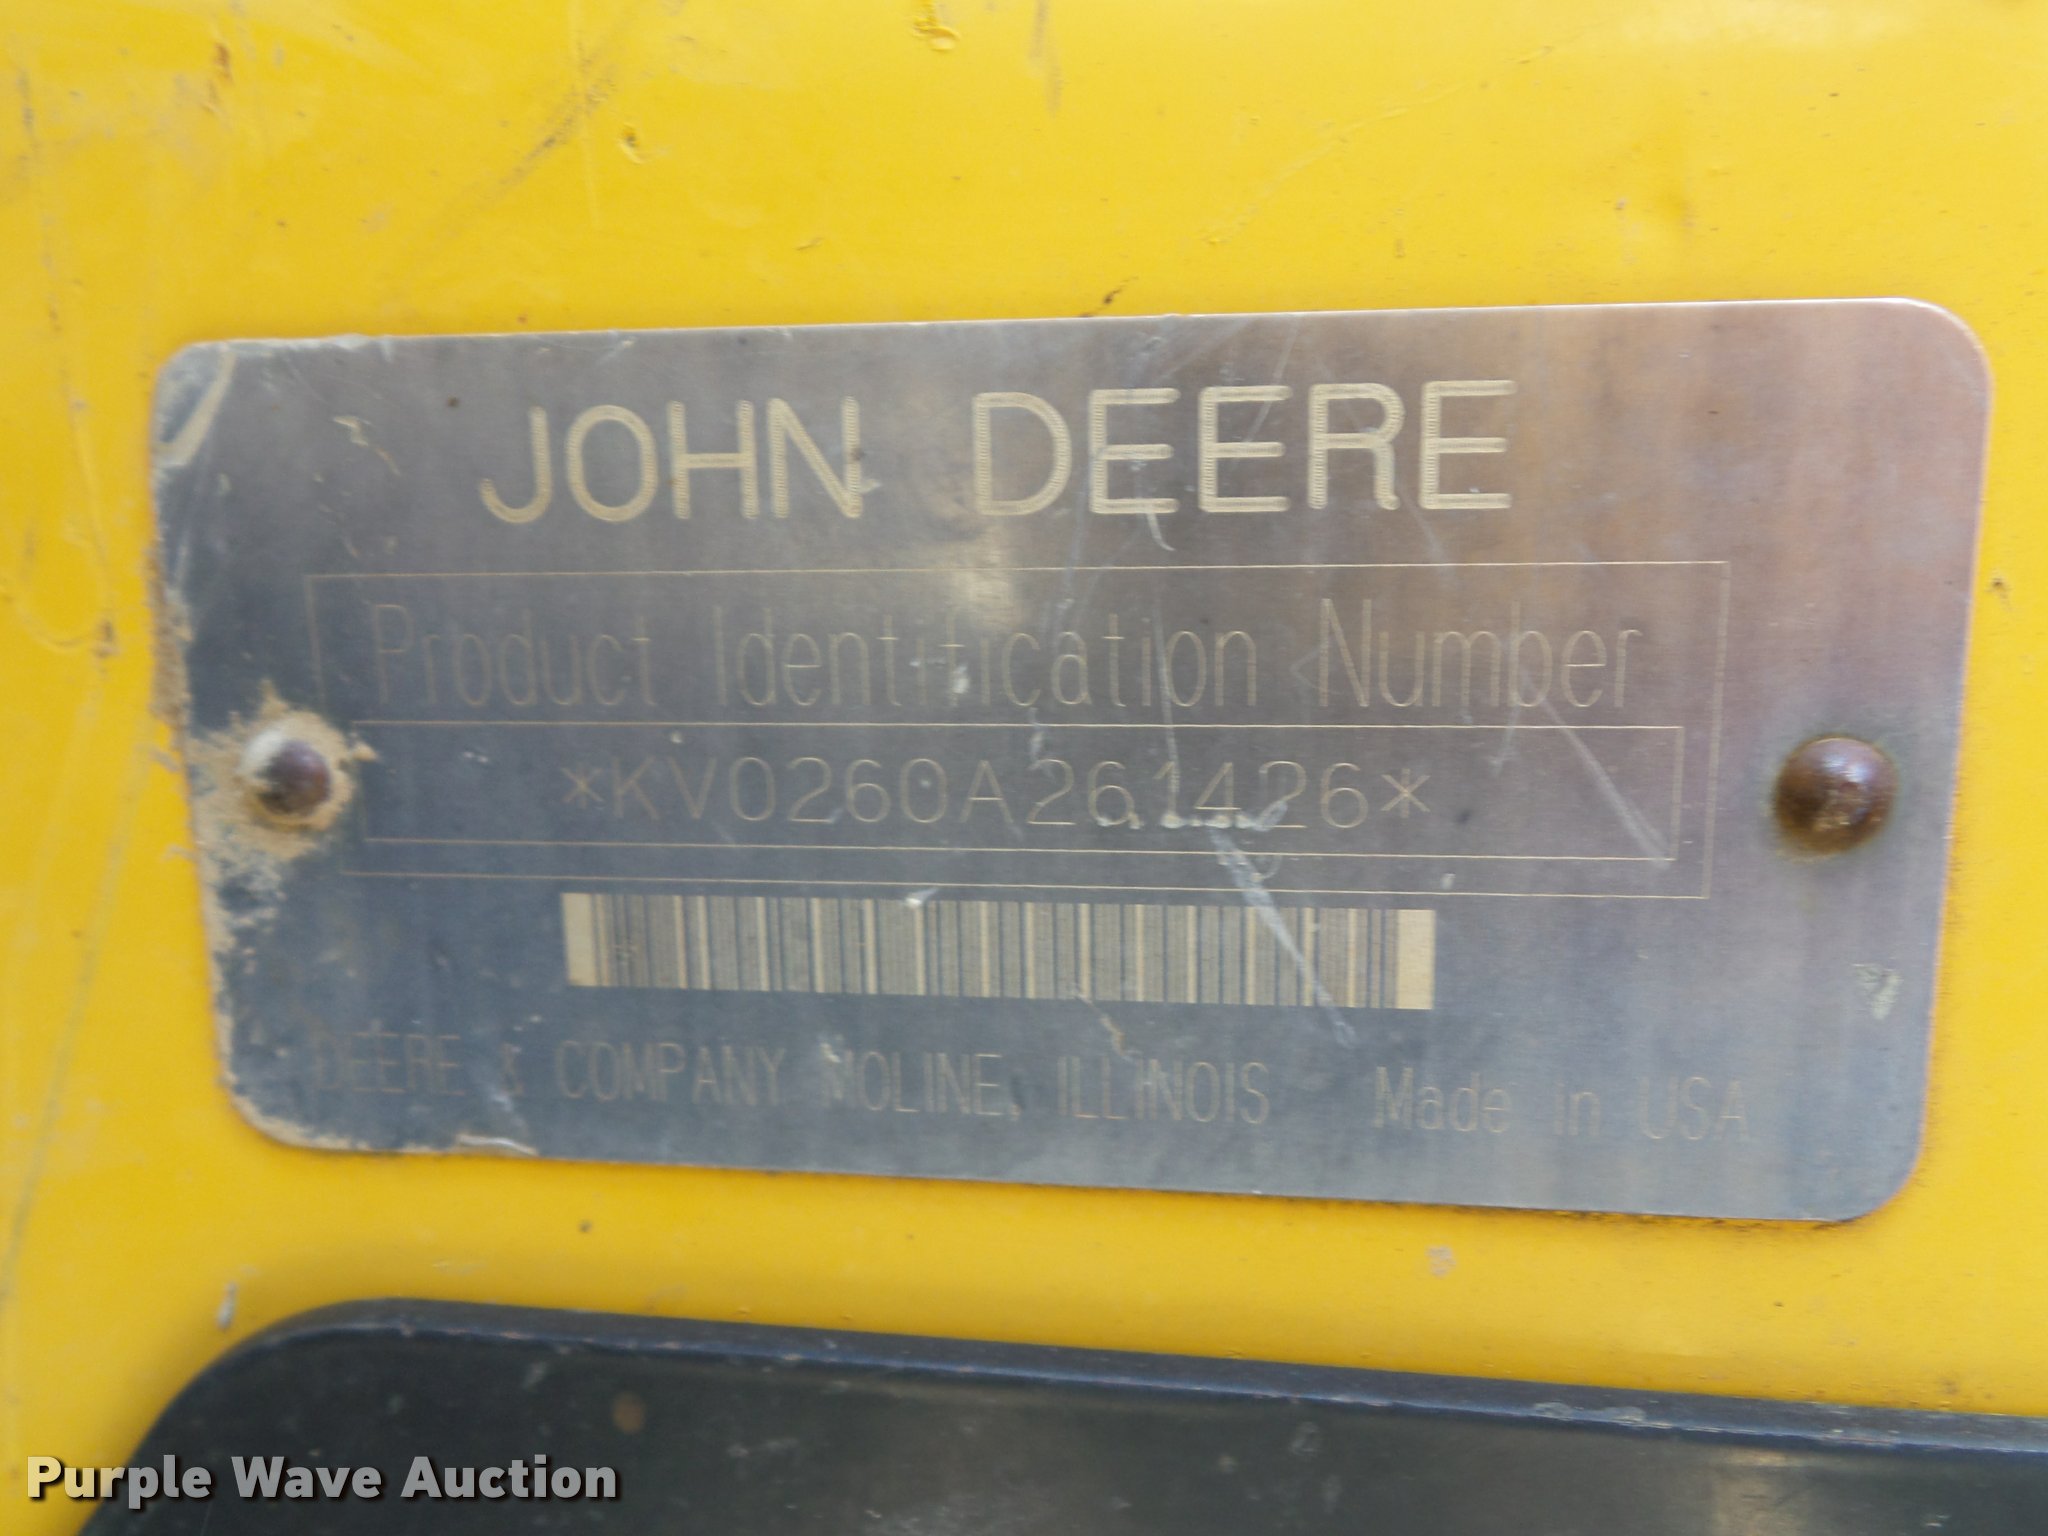 JOHN DEERE
Product Identification Number
*KV0260A261426*
DEERE & COMPANY MOLINE, ILLINOIS Made in USA
Purple Wave Auction